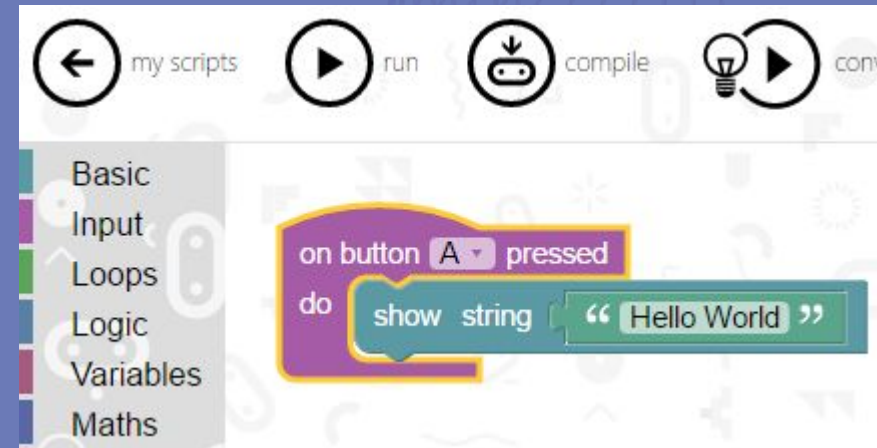 my scripts run compile
Basic
Input
Loops
Logic
Variables
Maths
on button A pressed
do show string “ Hello World ”